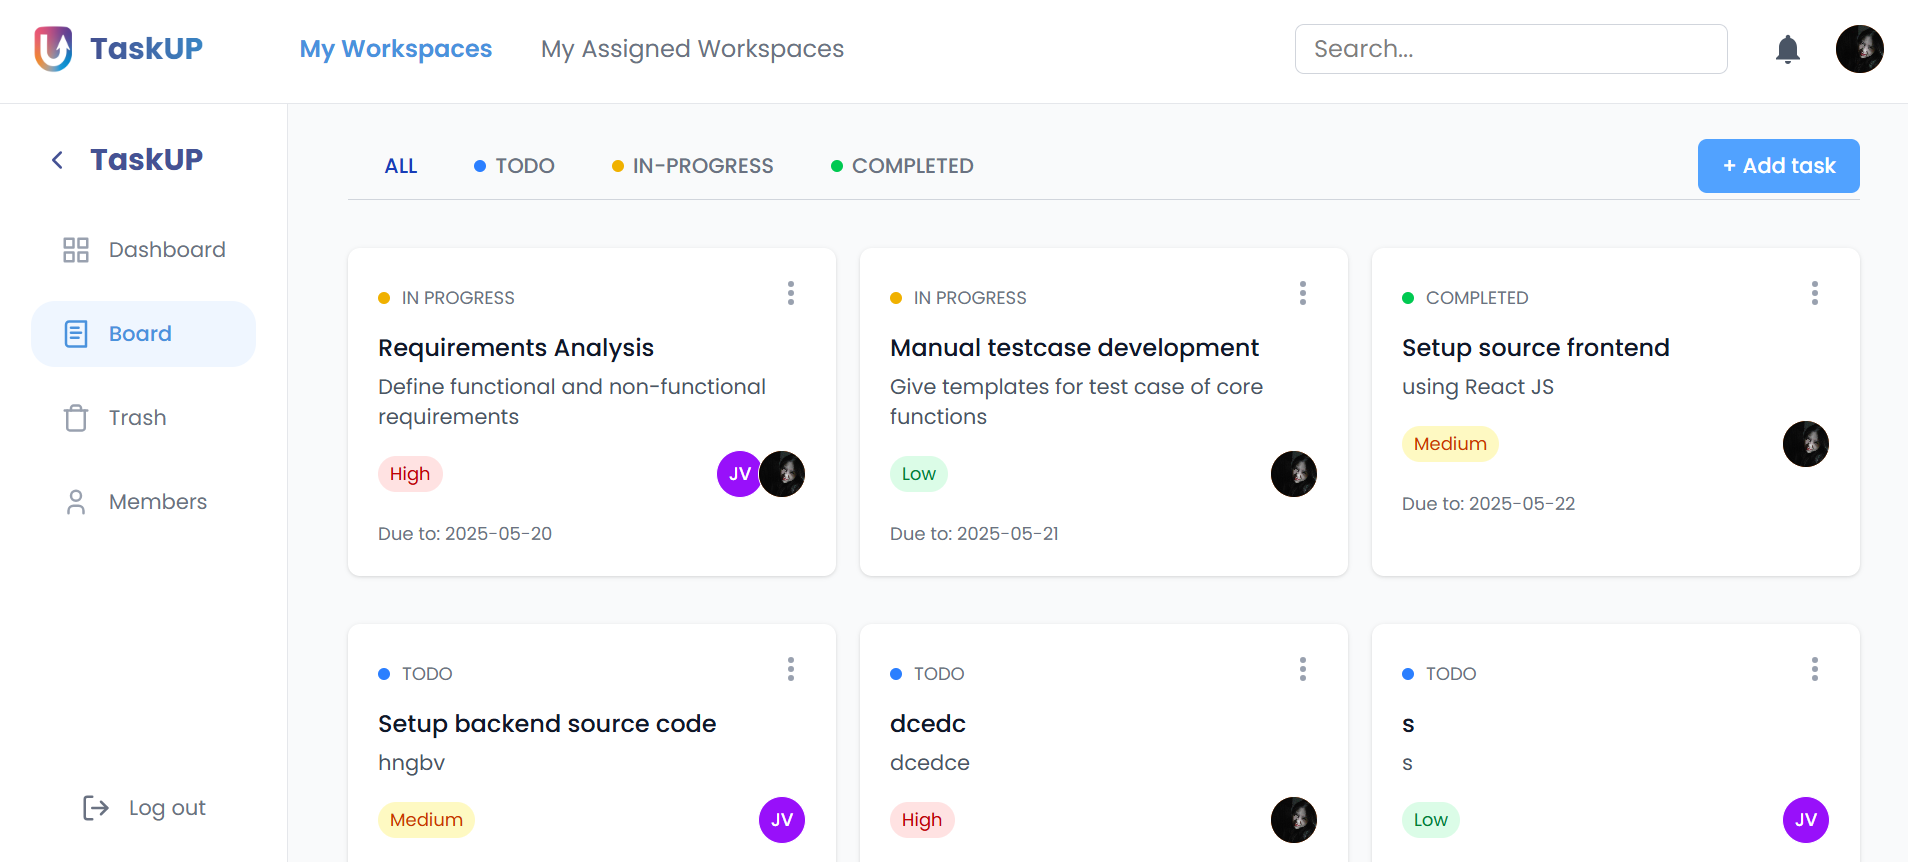 TaskUP
My Workspaces
My Assigned Workspaces
Search...
TaskUP
Dashboard
Board
Trash
Members
Log out
ALL
TODO
IN-PROGRESS
COMPLETED
+ Add task
IN PROGRESS
Requirements Analysis
Define functional and non-functional
requirements
High
JV
Due to: 2025-05-20
IN PROGRESS
Manual testcase development
Give templates for test case of core
functions
Low
Due to: 2025-05-21
COMPLETED
Setup source frontend
using React JS
Medium
Due to: 2025-05-22
TODO
Setup backend source code
hngbv
Medium
JV
TODO
dcedc
dcedce
High
TODO
s
s
Low
JV